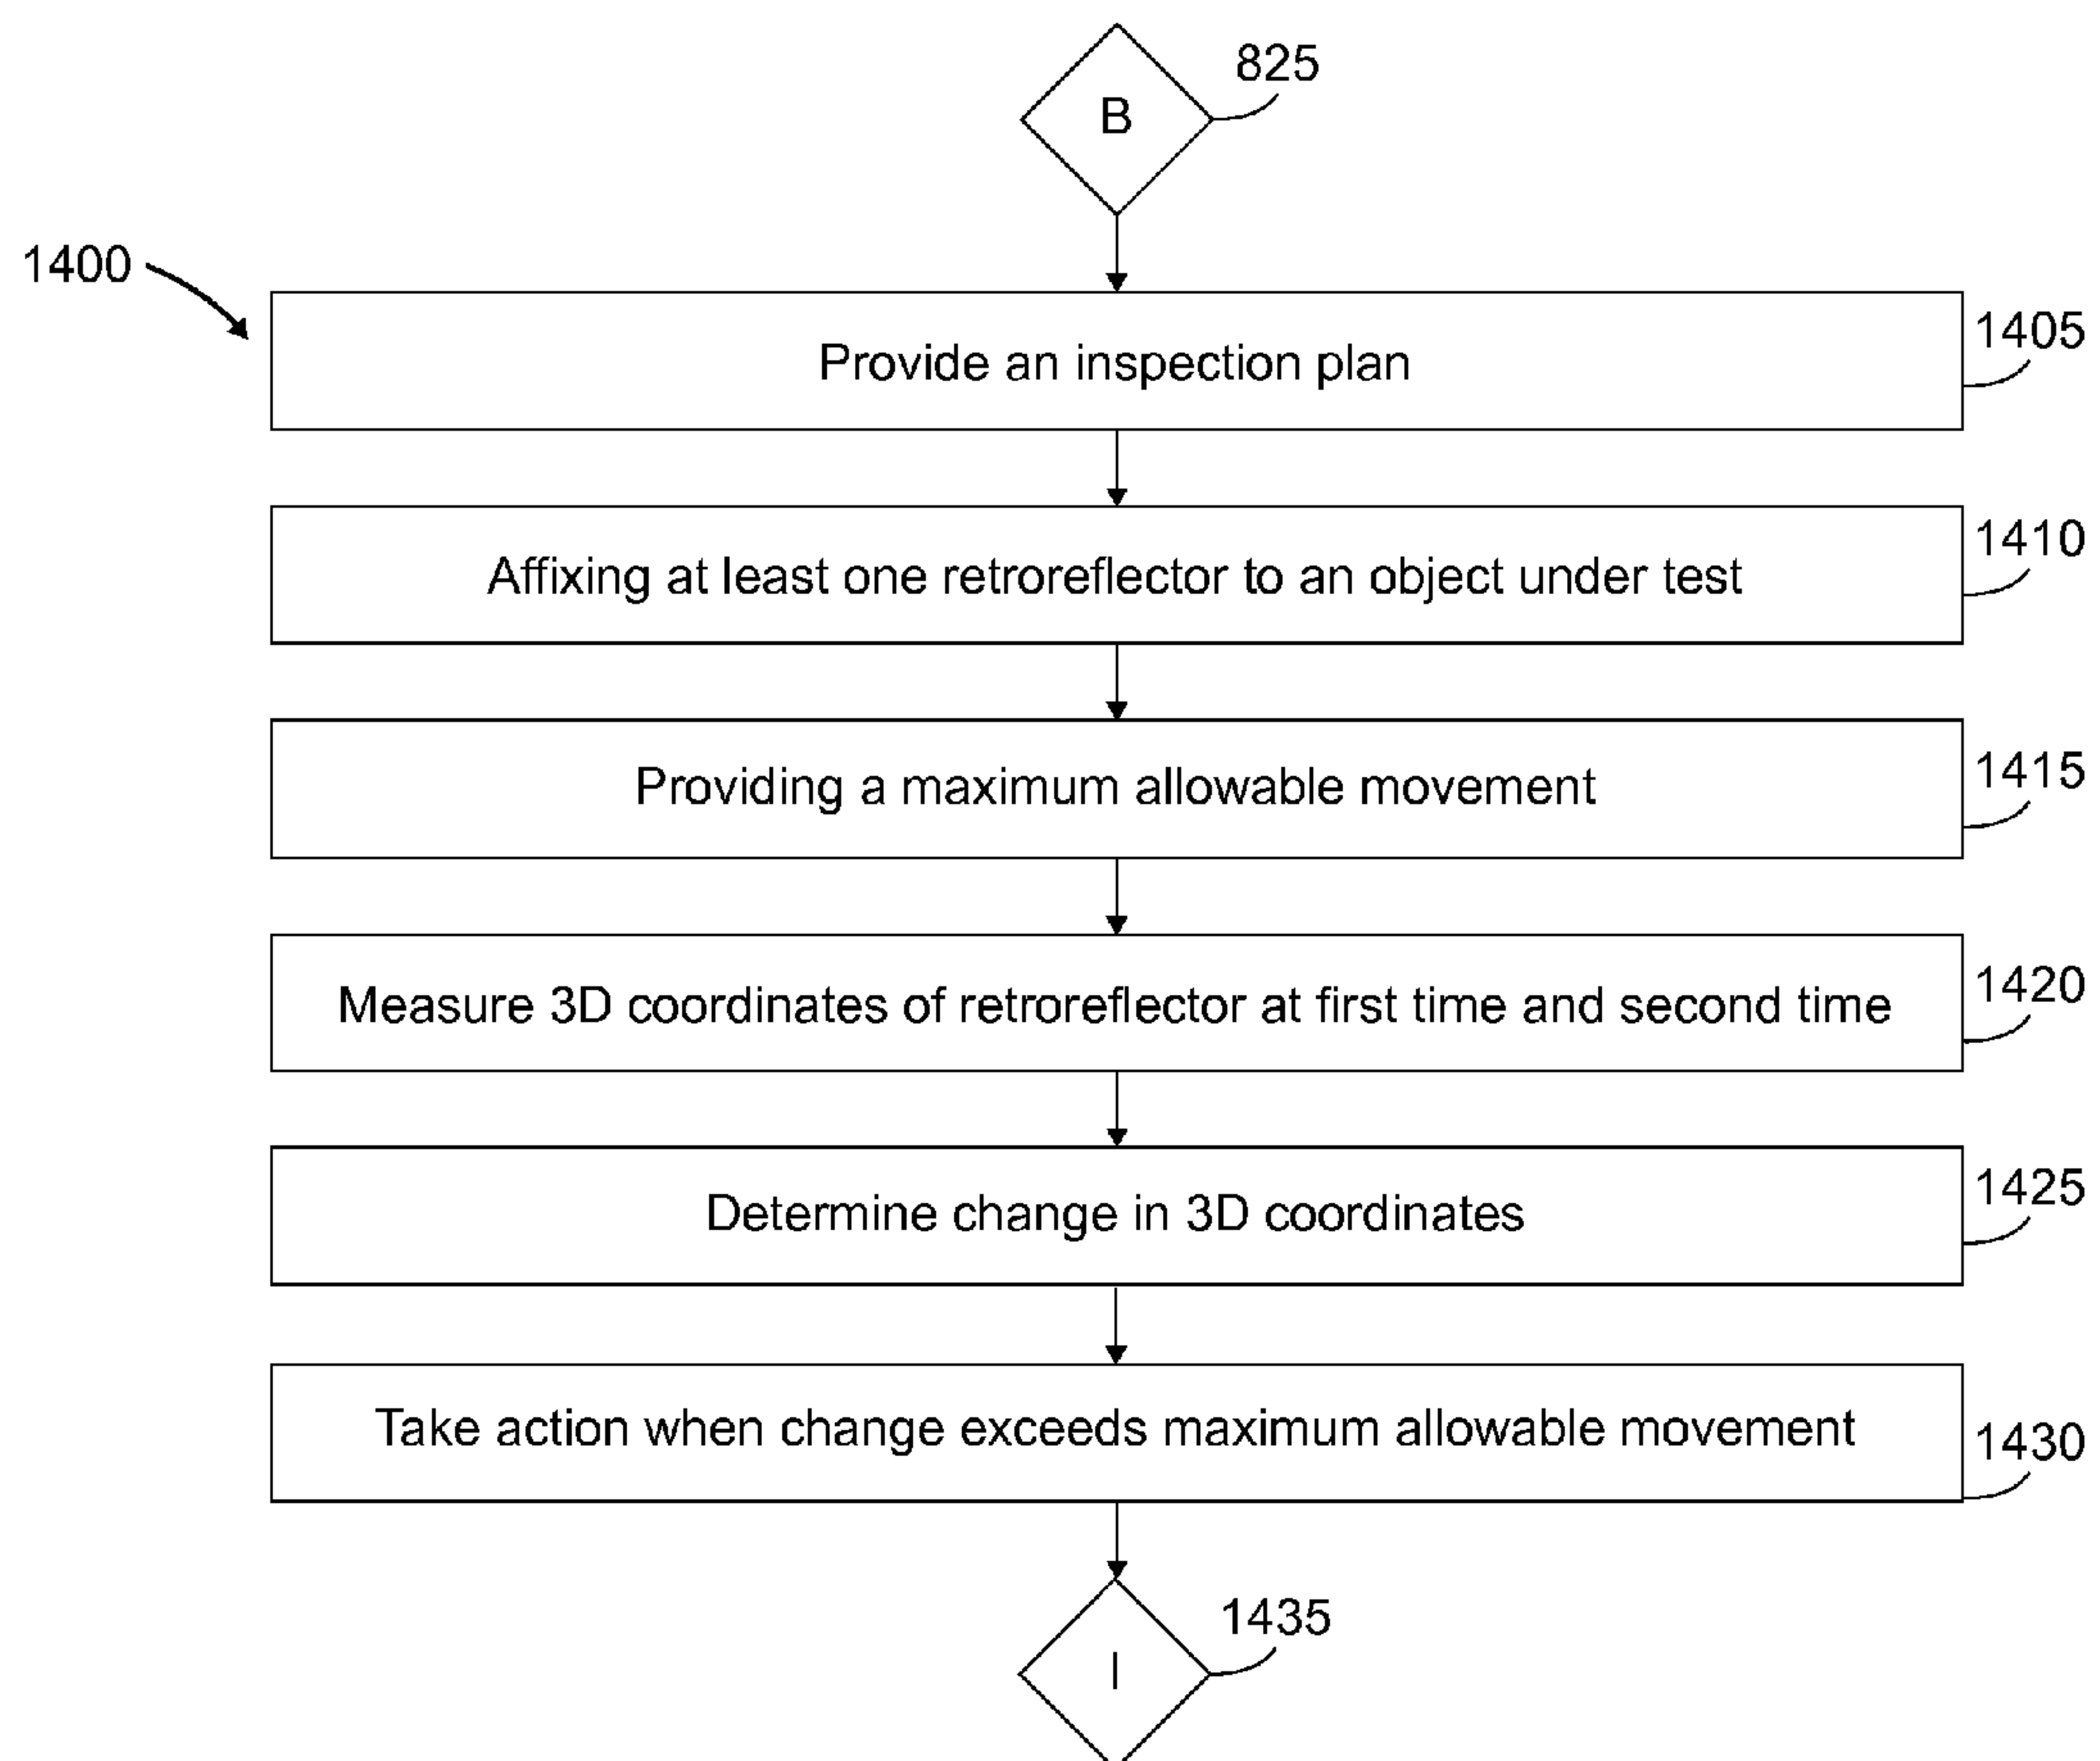 825
B
1400
1405
Provide an inspection plan
1410
Affixing at least one retroreflector to an object under test
1415
Providing a maximum allowable movement
1420
Measure 3D coordinates of retroreflector at first time and second time
1425
Determine change in 3D coordinates
1430
Take action when change exceeds maximum allowable movement
1435
I